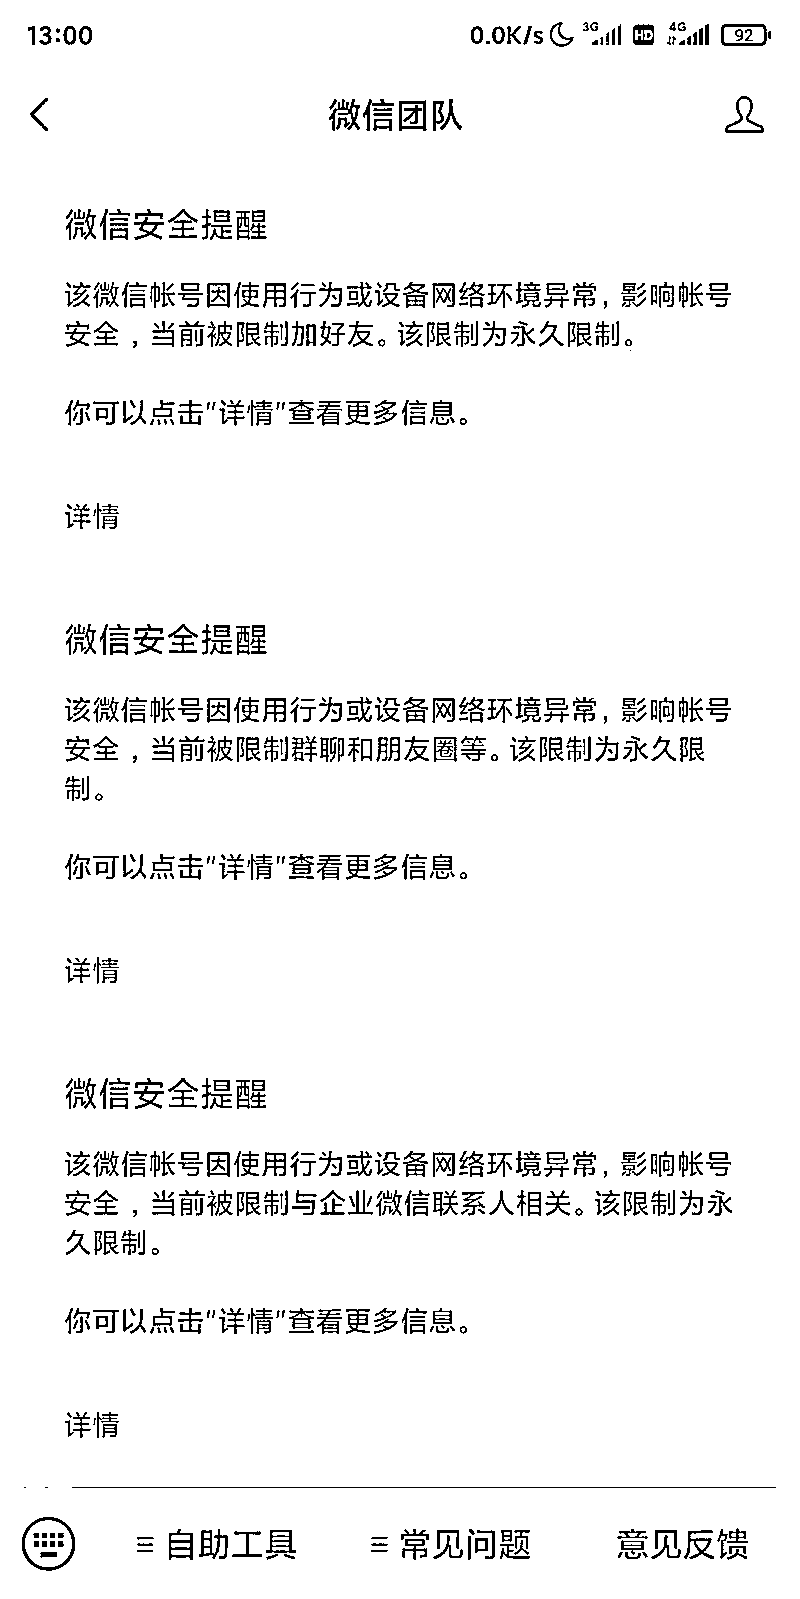 13:00 0.0K/s 3G HD 4G 92
微信团队
微信安全提醒
该微信帐号因使用行为或设备网络环境异常，影响帐号
安全，当前被限制加好友。该限制为永久限制。
你可以点击"详情"查看更多信息。
详情
微信安全提醒
该微信帐号因使用行为或设备网络环境异常，影响帐号
安全，当前被限制群聊和朋友圈等。该限制为永久限
制。
你可以点击"详情"查看更多信息。
详情
微信安全提醒
该微信帐号因使用行为或设备网络环境异常，影响帐号
安全，当前被限制与企业微信联系人相关。该限制为永
久限制。
你可以点击"详情"查看更多信息。
详情
自助工具 常见问题 意见反馈